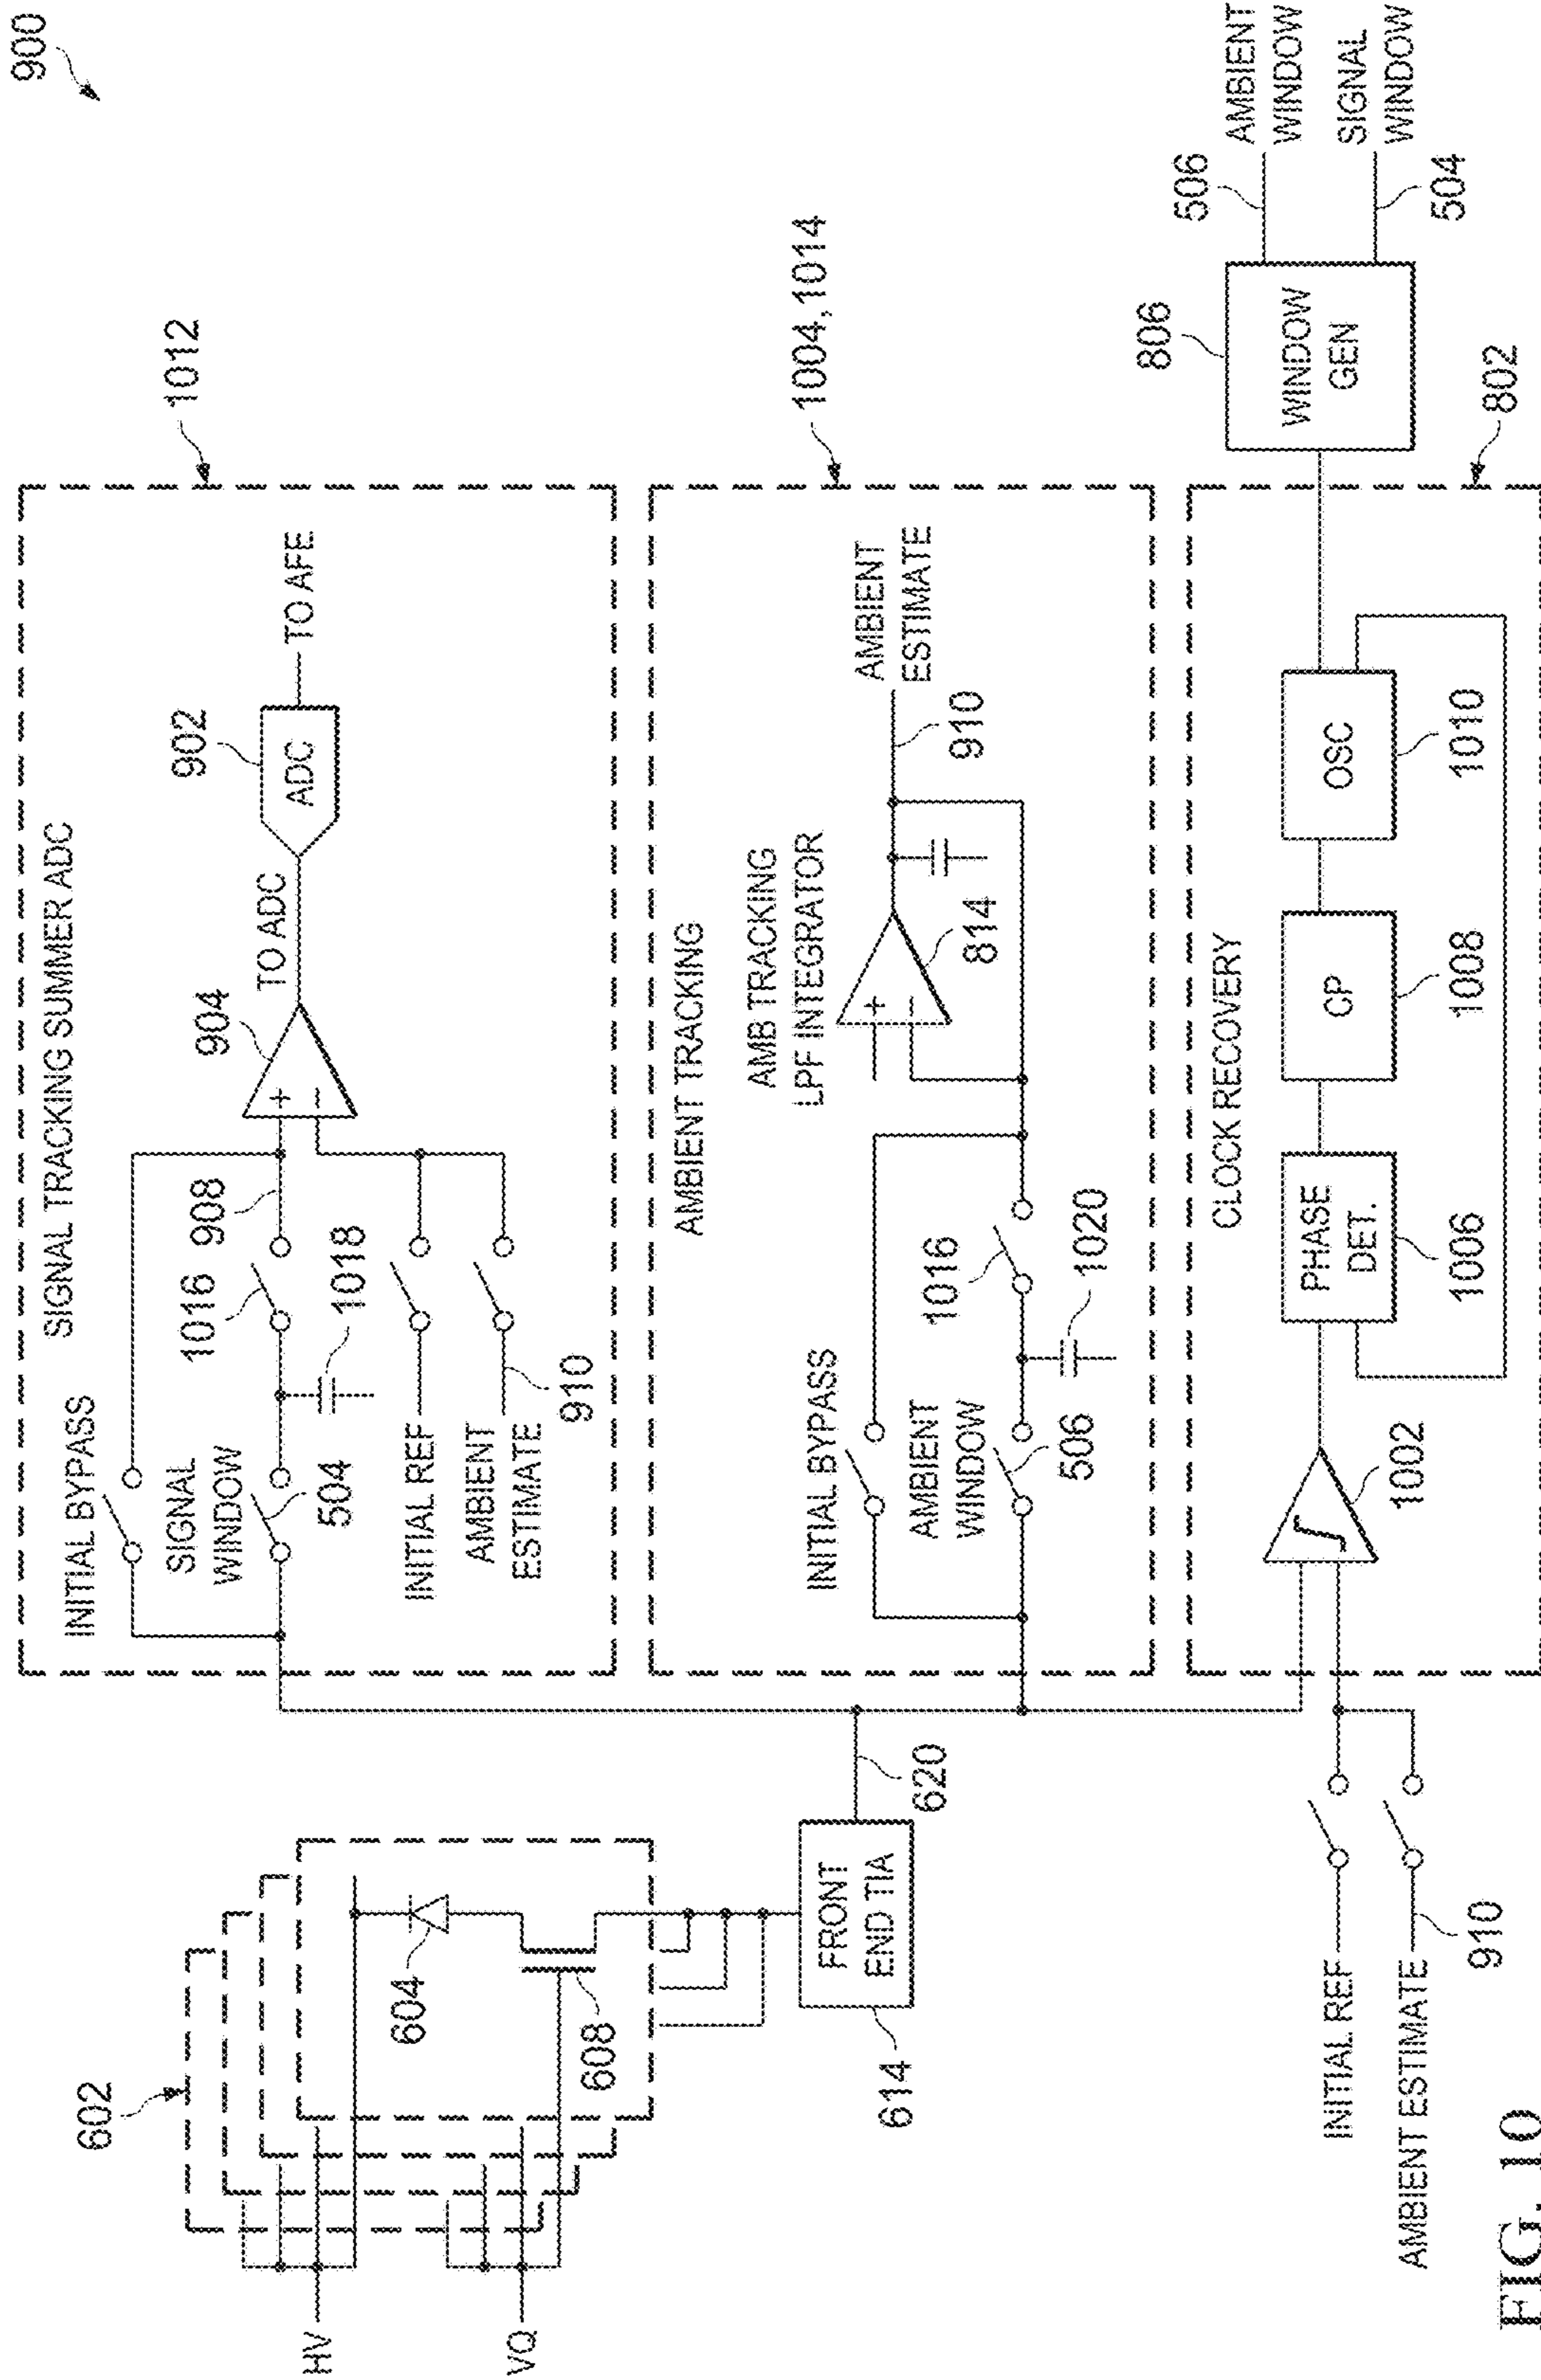 900
SIGNAL TRACKING SUMMER ADC
1012
INITIAL BYPASS
SIGNAL
WINDOW
504
1016
1018
908
904
TO ADC
902
ADC
TO AFE
INITIAL REF
AMBIENT
ESTIMATE
910
AMBIENT TRACKING
1004,1014
INITIAL BYPASS
AMBIENT
WINDOW
506
1016
1020
AMB TRACKING
LPF INTEGRATOR
814
AMBIENT
ESTIMATE
910
CLOCK RECOVERY
802
1002
PHASE
DET.
1006
CP
1008
OSC
1010
806
WINDOW
GEN
506
AMBIENT
WINDOW
SIGNAL
WINDOW
504
602
HV
VQ
604
608
FRONT
END TIA
614
620
INITIAL REF
AMBIENT ESTIMATE
910
+
−
+
−
FIG. 10